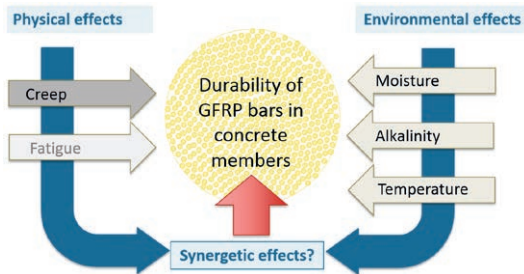 Physical effects
Environmental effects
Creep
Fatigue
Durability of
GFRP bars in
concrete
members
Moisture
Alkalinity
Temperature
Synergetic effects?